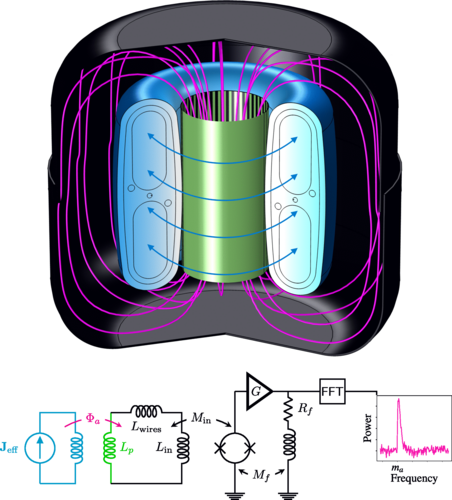 G
FFT
R_f
Φ_a
M_in
L_wires
J_eff
L_p
L_in
M_f
Power
m_a
Frequency